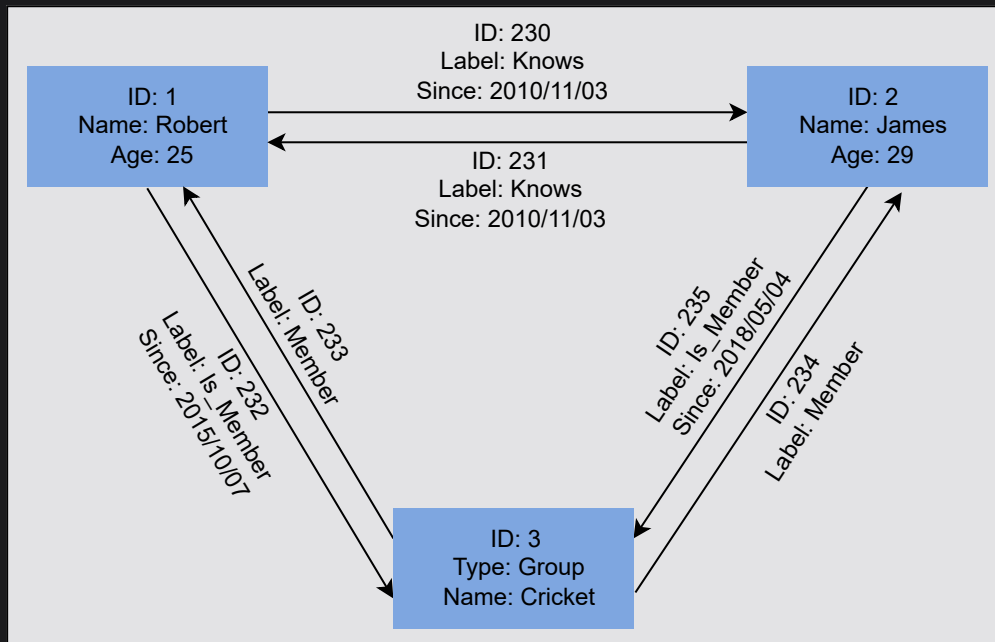 ID: 230
Label: Knows
Since: 2010/11/03
ID: 1
Name: Robert
Age: 25
ID: 2
Name: James
Age: 29
ID: 231
Label: Knows
Since: 2010/11/03
ID: 232
Label: Is_Member
Since: 2015/10/07
ID: 233
Label: Member
ID: 235
Label: Is_Member
Since: 2018/05/04
ID: 234
Label: Member
ID: 3
Type: Group
Name: Cricket